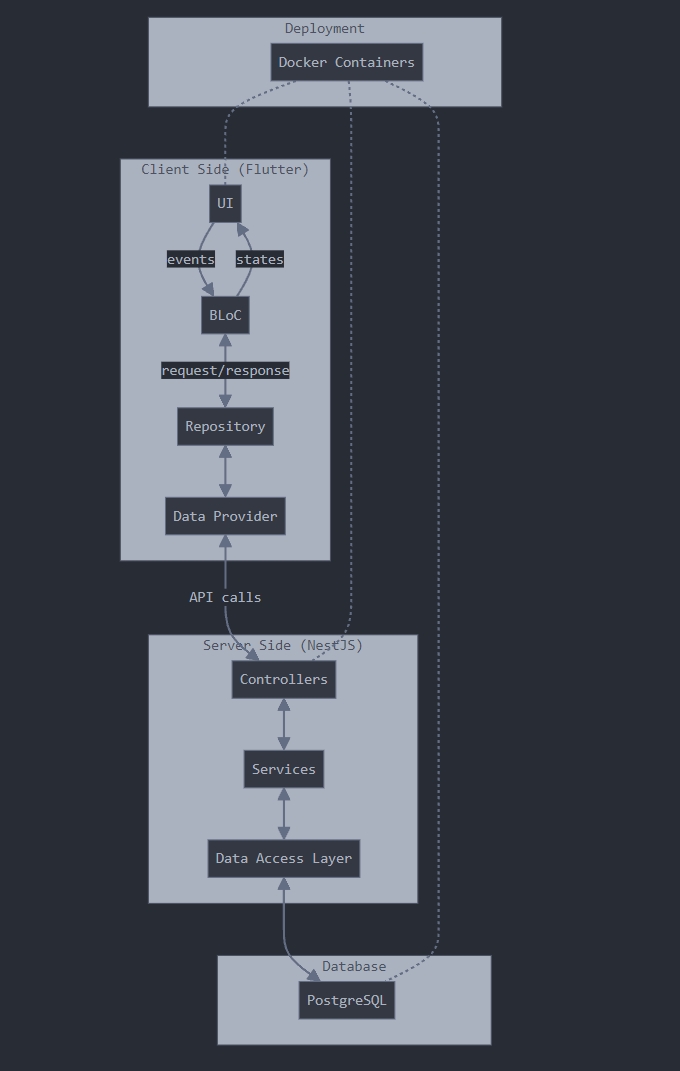 Deployment
Docker Containers
Client Side (Flutter)
UI
events
states
BLoC
request/response
Repository
Data Provider
API calls
Server Side (NestJS)
Controllers
Services
Data Access Layer
Database
PostgreSQL